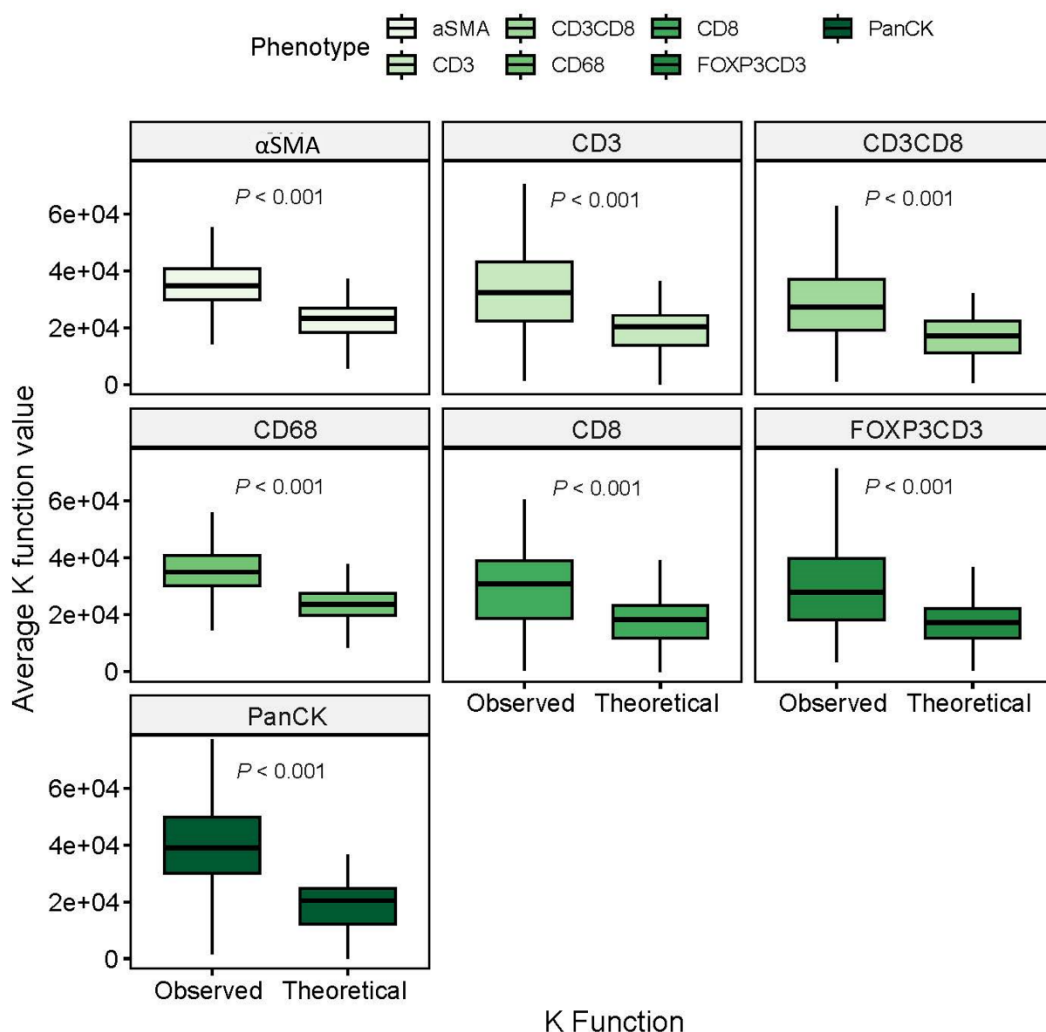 Phenotype
aSMA CD3CD8 CD8 PanCK
CD3 CD68 FOXP3CD3
αSMA CD3 CD3CD8
P < 0.001 P < 0.001 P < 0.001
6e+04
4e+04
2e+04
0
CD68 CD8 FOXP3CD3
P < 0.001 P < 0.001 P < 0.001
6e+04
4e+04
2e+04
0
Observed Theoretical Observed Theoretical
PanCK
P < 0.001
6e+04
4e+04
2e+04
0
Observed Theoretical
Average K function value
K Function